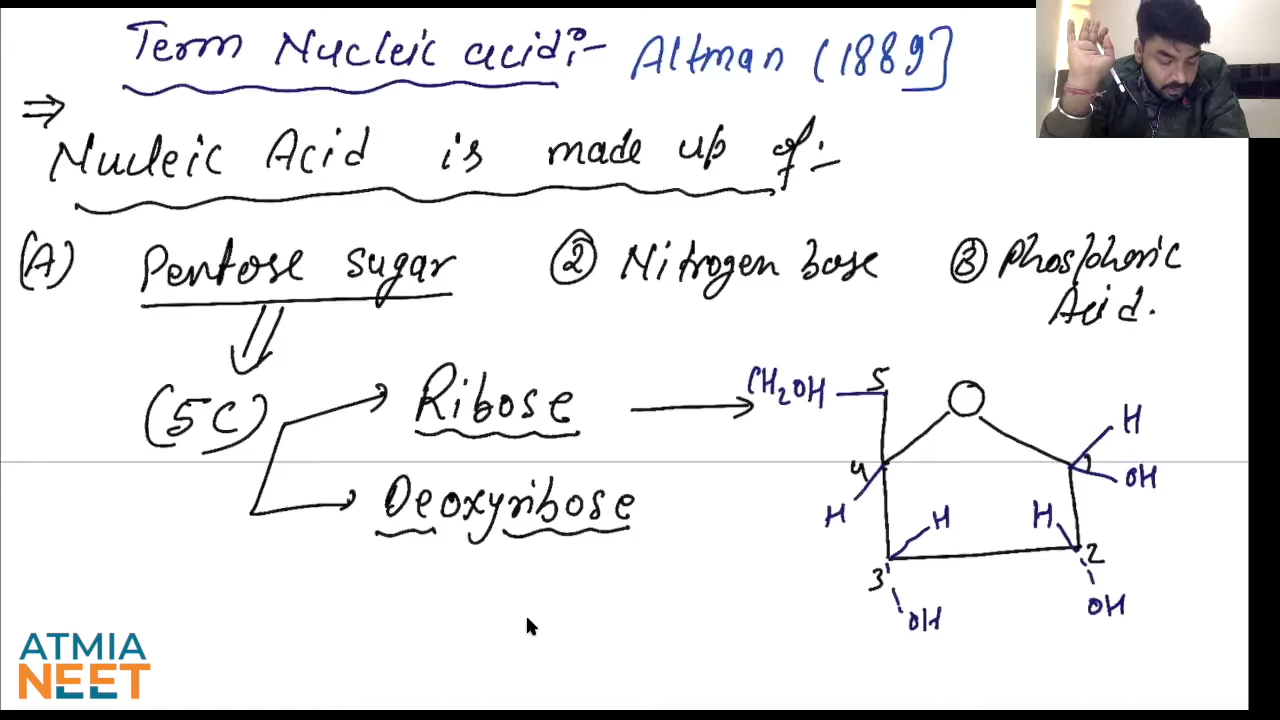 Term Nucleic acid:- Altman (1889]
⇒
Nucleic Acid is made up of:-
(A) Pentose sugar ② Nitrogen base ③ Phosphoric Acid.
(5C) → Ribose → CH₂OH 5 O
→ Deoxyribose
4 1 H
OH
H H H
3 2
OH OH
ATMIA
NEET